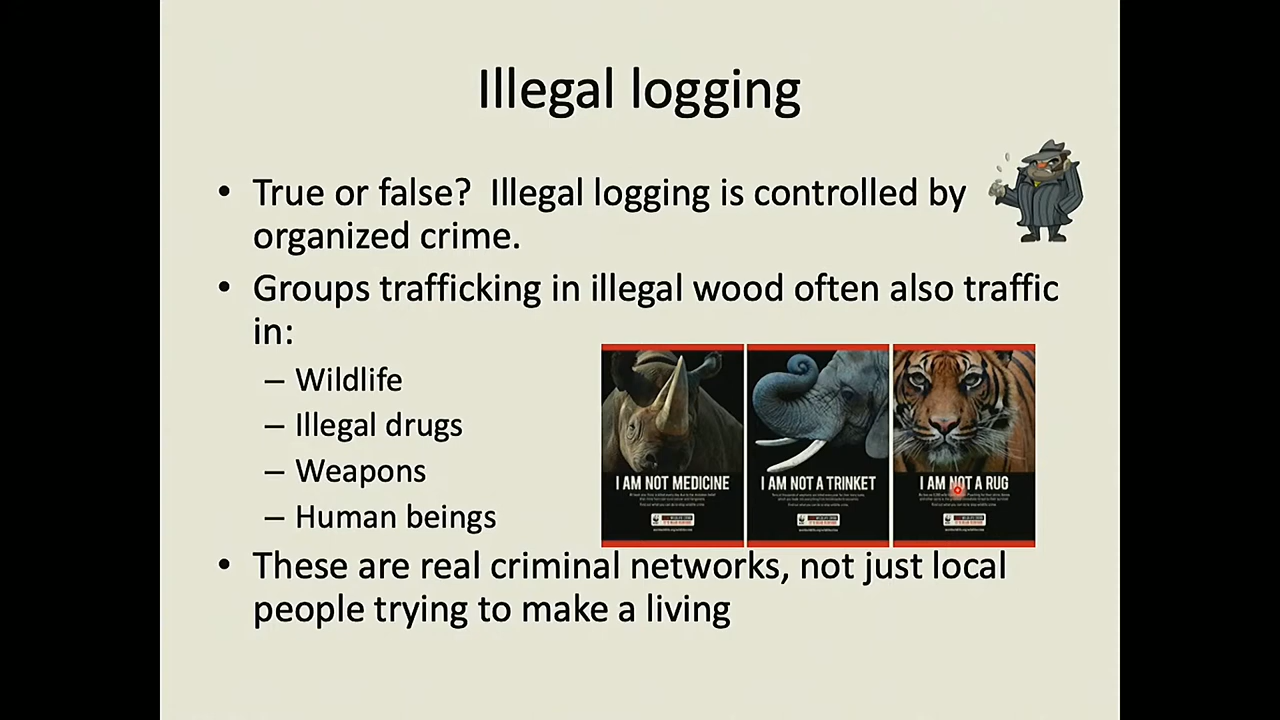 Illegal logging
• True or false?  Illegal logging is controlled by
organized crime.
• Groups trafficking in illegal wood often also traffic
in:
– Wildlife
– Illegal drugs
– Weapons
– Human beings
I AM NOT MEDICINE
I AM NOT A TRINKET
I AM NOT A RUG
• These are real criminal networks, not just local
people trying to make a living